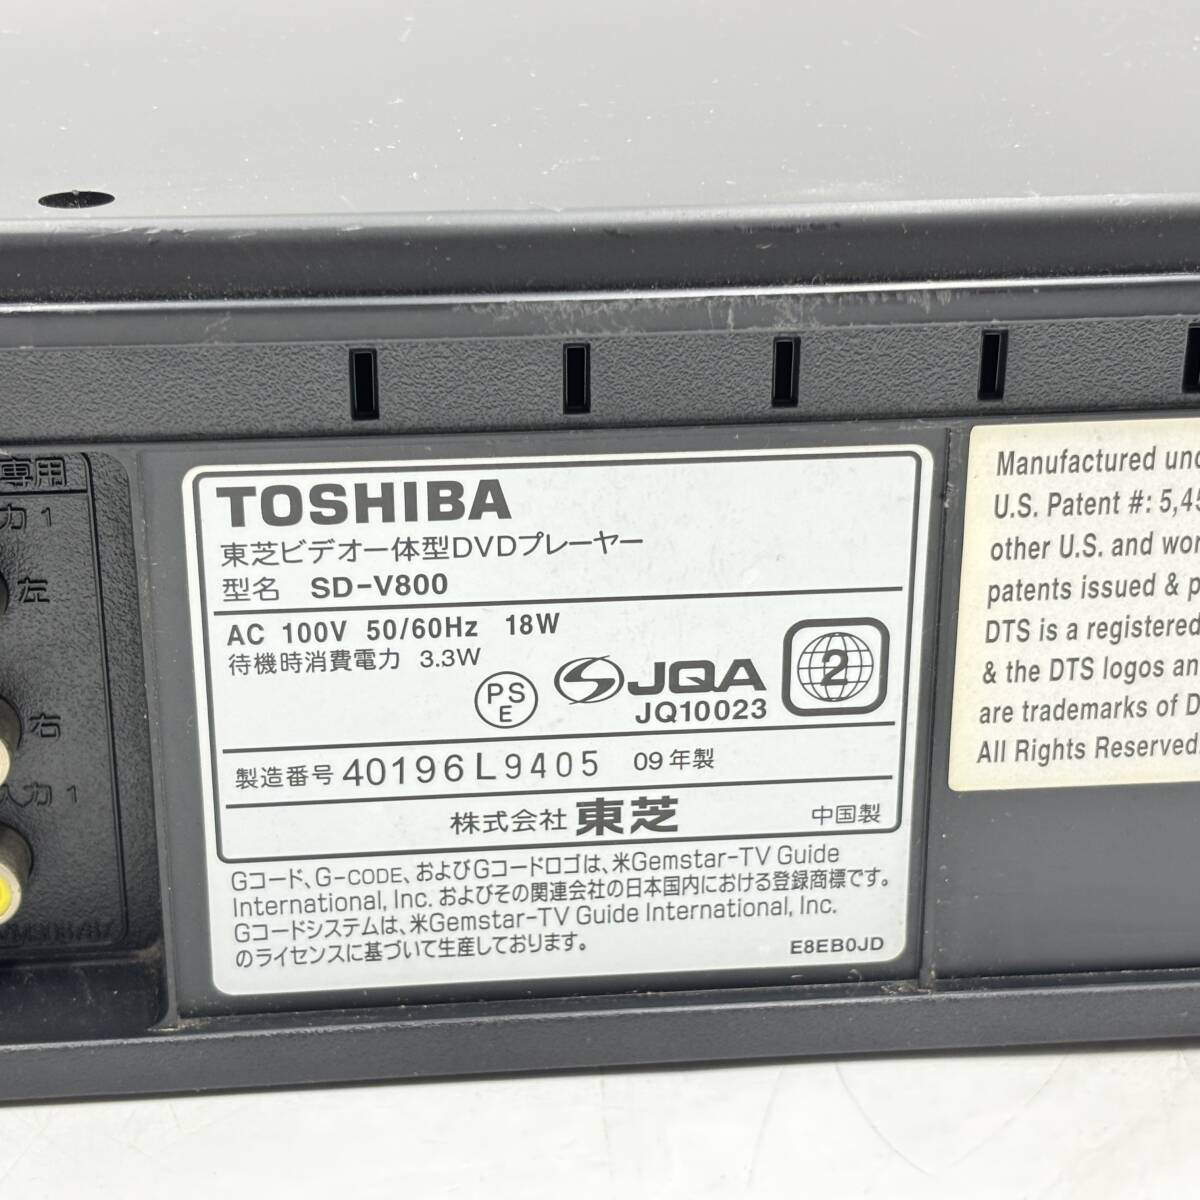 専用
力 1
左
右
入力 1
TOSHIBA
東芝ビデオ一体型DVDプレーヤー
型名 SD-V800
AC 100V 50/60Hz 18W
待機時消費電力 3.3W
PS
E
JQA
JQ10023
2
製造番号 40196L9405 09年製
株式会社 東芝 中国製
Gコード、G-CODE、およびGコードロゴは、米Gemstar-TV Guide
International, Inc. およびその関連会社の日本国内における登録商標です。
Gコードシステムは、米Gemstar-TV Guide International, Inc.
のライセンスに基づいて生産しております。
E8EB0JD
Manufactured und
U.S. Patent #: 5,45
other U.S. and wor
patents issued & p
DTS is a registered
& the DTS logos an
are trademarks of D
All Rights Reserved.